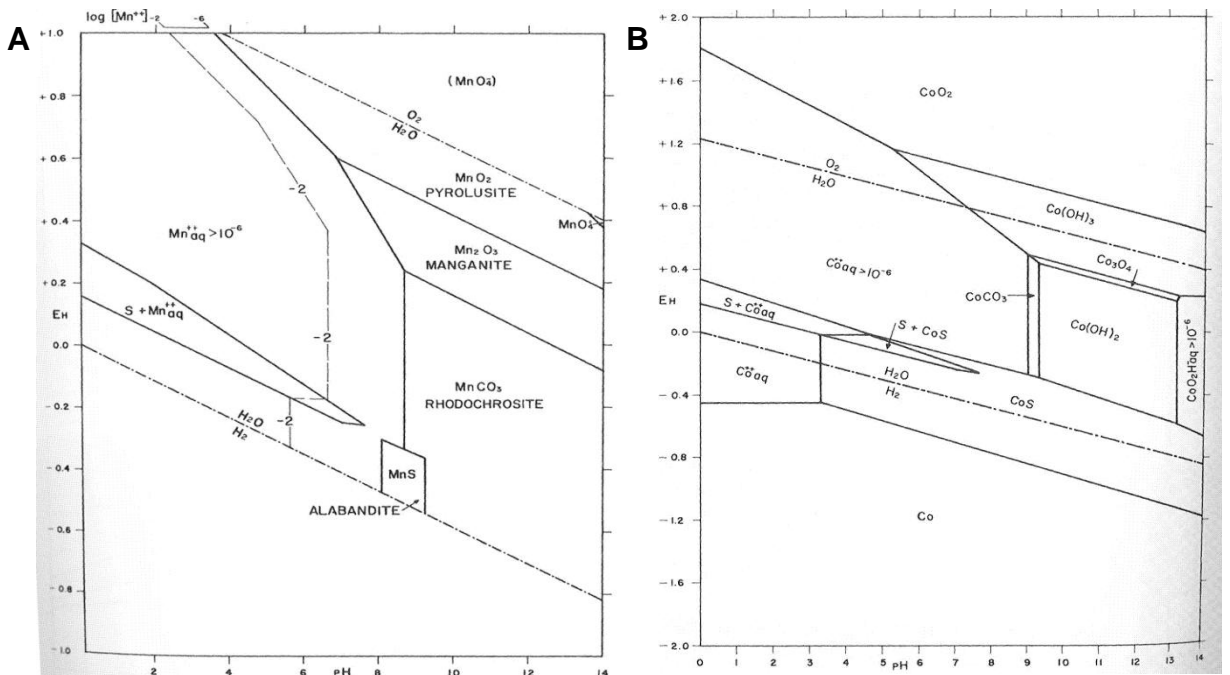 A
log [Mn⁺⁺] -2 -6
+1.0
+0.8
+0.6
+0.4
+0.2
EH
0.0
-0.2
-0.4
-0.6
-0.8
-1.0
2
4
6
pH
8
10
12
14
(MnO₄⁻)
O₂
H₂O
MnO₂
PYROLUSITE
MnO₄⁼
-2
Mn⁺⁺aq >10⁻⁶
Mn₂O₃
MANGANITE
S + Mn⁺⁺aq
-2
MnCO₃
RHODOCHROSITE
-2
H₂O
H₂
MnS
ALABANDITE
B
+2.0
+1.6
+1.2
+0.8
+0.4
EH
0.0
-0.4
-0.8
-1.2
-1.6
-2.0
0
1
2
3
4
5
pH
6
7
8
9
10
11
12
13
14
CoO₂
O₂
H₂O
Co(OH)₃
Co₃O₄
Co⁺⁺aq >10⁻⁶
CoCO₃
S + Co⁺⁺aq
S + CoS
Co(OH)₂
CoO₂H⁻aq >10⁻⁶
Co⁺⁺aq
H₂O
H₂
CoS
Co